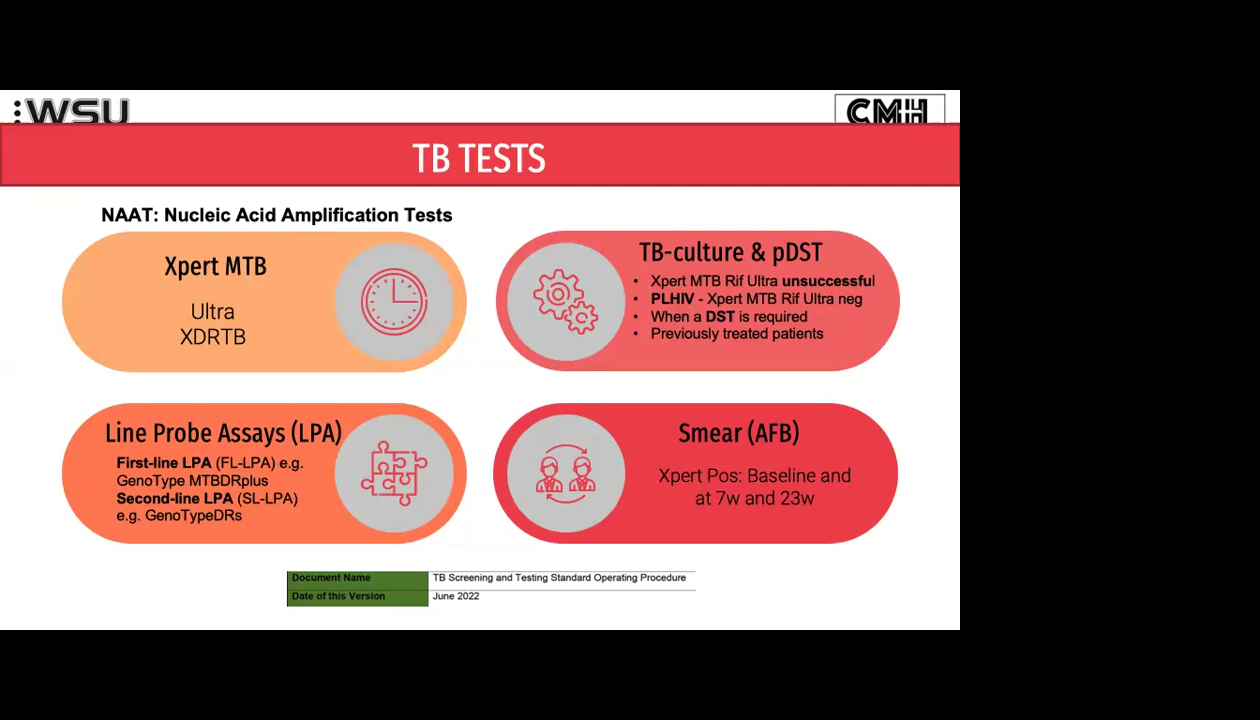 WSU
CMH
TB TESTS
NAAT: Nucleic Acid Amplification Tests
Xpert MTB
Ultra
XDRTB
TB-culture & pDST
• Xpert MTB Rif Ultra unsuccessful
• PLHIV - Xpert MTB Rif Ultra neg
• When a DST is required
• Previously treated patients
Line Probe Assays (LPA)
First-line LPA (FL-LPA) e.g.
GenoType MTBDRplus
Second-line LPA (SL-LPA)
e.g. GenoTypeDRs
Smear (AFB)
Xpert Pos: Baseline and
at 7w and 23w
Document Name TB Screening and Testing Standard Operating Procedure
Date of this Version June 2022